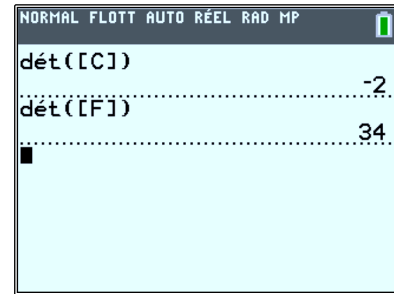 NORMAL FLOTT AUTO RÉEL RAD MP
dét([C])
-2
dét([F])
34